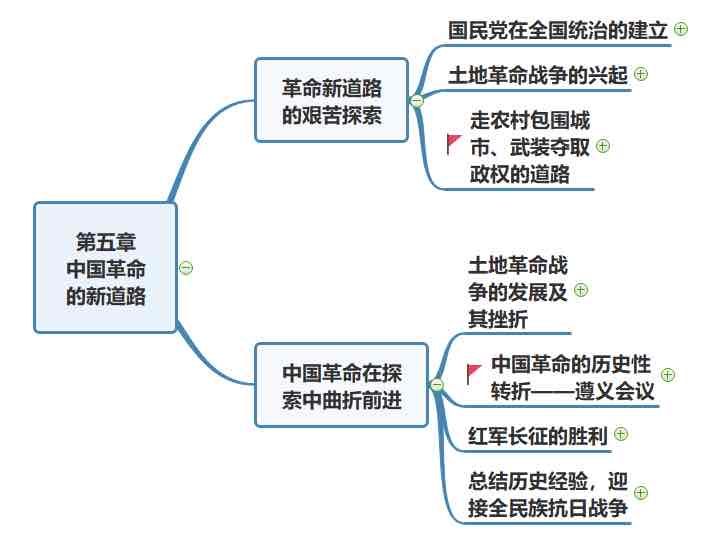 第五章
中国革命
的新道路
革命新道路
的艰苦探索
国民党在全国统治的建立
土地革命战争的兴起
走农村包围城
市、武装夺取
政权的道路
中国革命在探
索中曲折前进
土地革命战
争的发展及
其挫折
中国革命的历史性
转折——遵义会议
红军长征的胜利
总结历史经验，迎
接全民族抗日战争